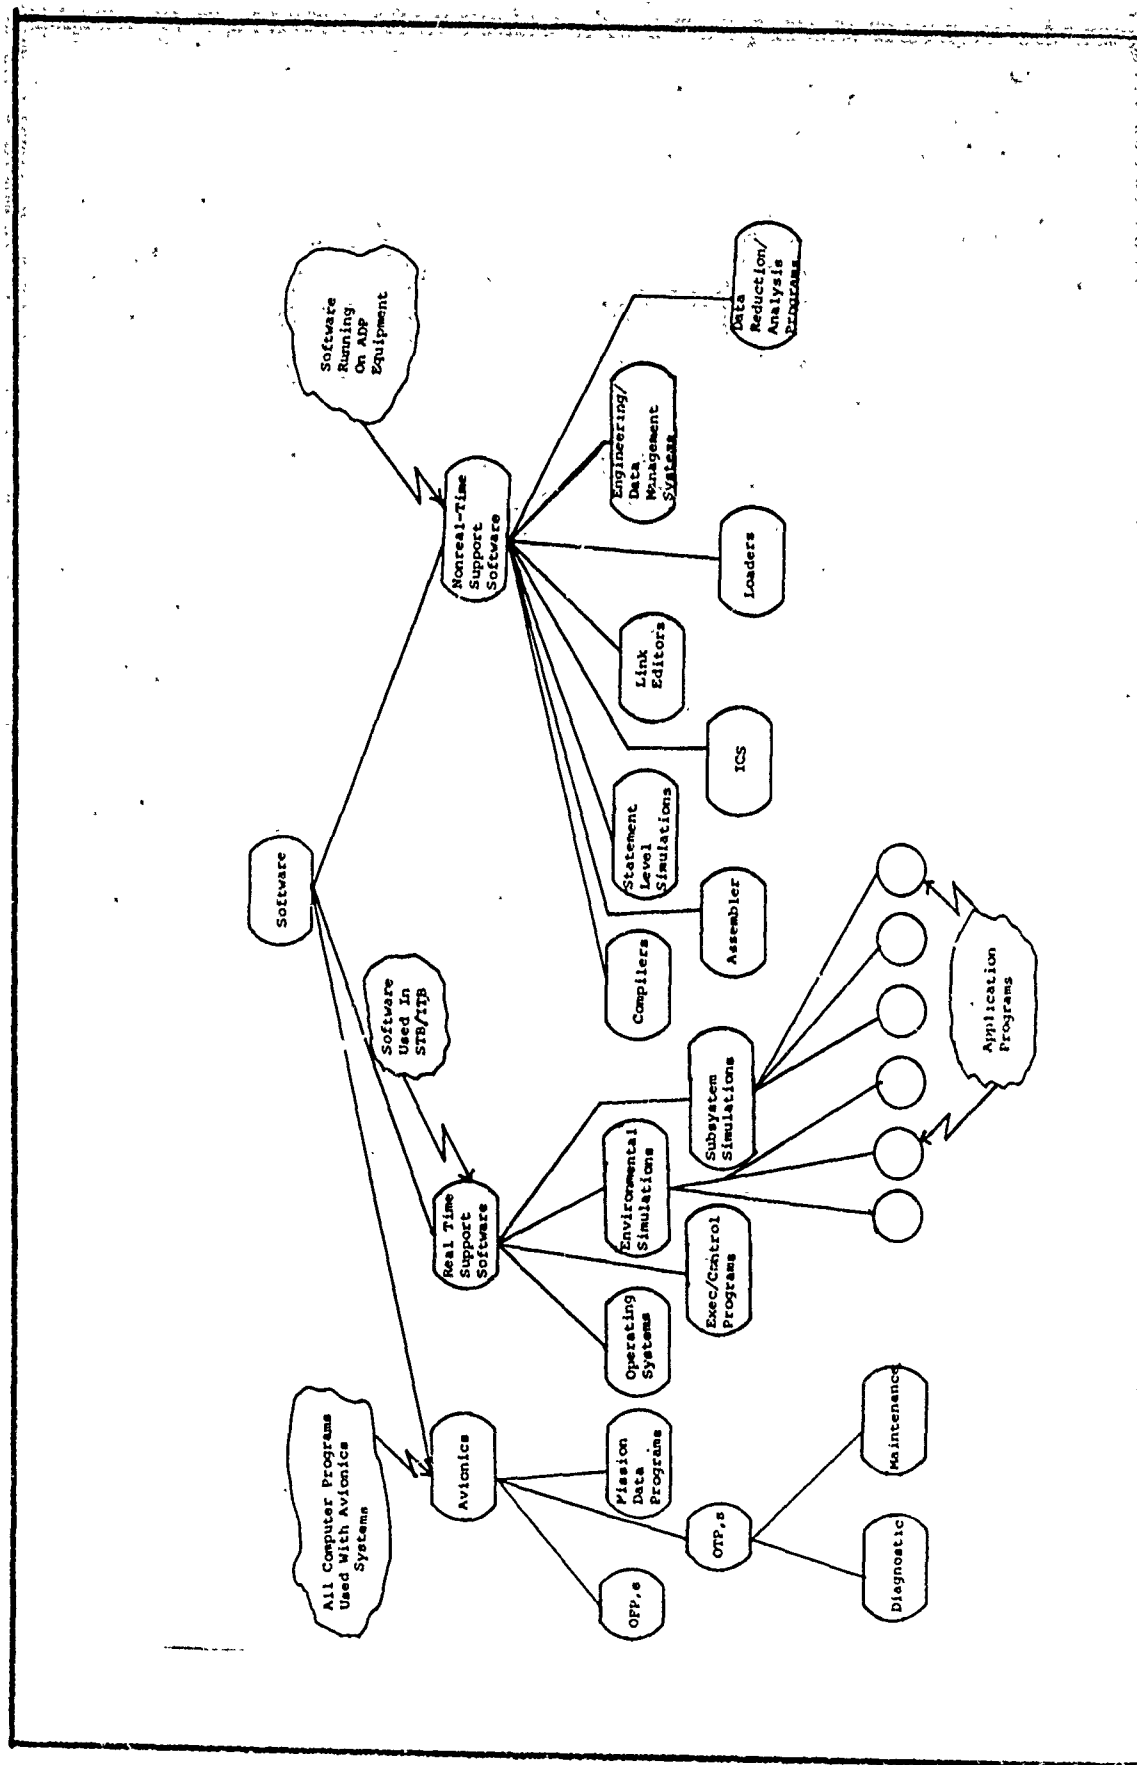 Software
All Computer Programs
Used With Avionics
Systems
Software
Used In
STB/ITB
Software
Running
On ADP
Equipment
Avionics
Real Time
Support
Software
Nonreal-Time
Support
Software
OFP,s
Mission
Data
Programs
Operating
Systems
Environmental
Simulations
Compilers
Statement
Level
Simulations
Link
Editors
Engineering/
Data
Management
Systems
OTP,s
Exec/Control
Programs
Subsystem
Simulations
Assembler
ICS
Loaders
Data
Reduction/
Analysis
Programs
Diagnostic
Maintenance
Application
Programs